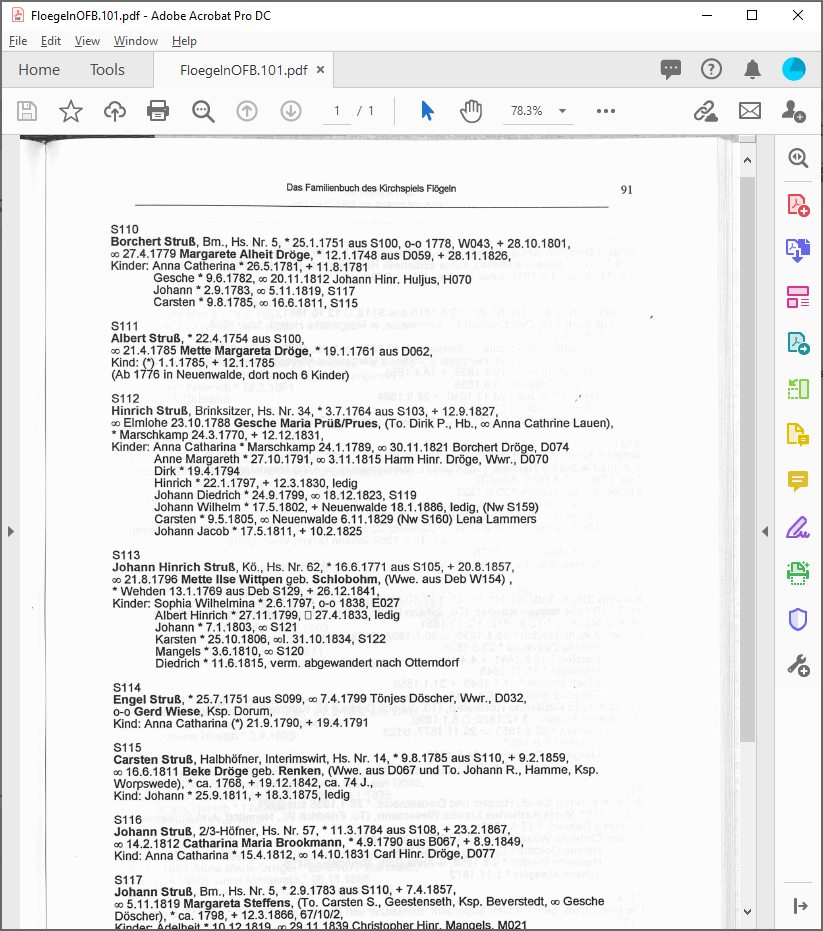 FloegelnOFB.101.pdf - Adobe Acrobat Pro DC
File Edit View Window Help
Home Tools FloegelnOFB.101.pdf ×
1 / 1 78.3%
Das Familienbuch des Kirchspiels Flögeln 91
S110
Borchert Struß, Bm., Hs. Nr. 5, * 25.1.1751 aus S100, o-o 1778, W043, + 28.10.1801,
∞ 27.4.1779 Margarete Alheit Dröge, * 12.1.1748 aus D059, + 28.11.1826,
Kinder: Anna Catherina * 26.5.1781, + 11.8.1781
Gesche * 9.6.1782, ∞ 20.11.1812 Johann Hinr. Huljus, H070
Johann * 2.9.1783, ∞ 5.11.1819, S117
Carsten * 9.8.1785, ∞ 16.6.1811, S115
S111
Albert Struß, * 22.4.1754 aus S100,
∞ 21.4.1785 Mette Margareta Dröge, * 19.1.1761 aus D062,
Kind: (*) 1.1.1785, + 12.1.1785
(Ab 1776 in Neuenwalde, dort noch 6 Kinder)
S112
Hinrich Struß, Brinksitzer, Hs. Nr. 34, * 3.7.1764 aus S103, + 12.9.1827,
∞ Elmlohe 23.10.1788 Gesche Maria Prüß/Prues, (To. Dirik P., Hb., ∞ Anna Cathrine Lauen),
* Marschkamp 24.3.1770, + 12.12.1831,
Kinder: Anna Catharina * Marschkamp 24.1.1789, ∞ 30.11.1821 Borchert Dröge, D074
Anne Margareth * 27.10.1791, ∞ 3.11.1815 Harm Hinr. Dröge, Wwr., D070
Dirk * 19.4.1794
Hinrich * 22.1.1797, + 12.3.1830, ledig
Johann Diedrich * 24.9.1799, ∞ 18.12.1823, S119
Johann Wilhelm * 17.5.1802, + Neuenwalde 18.1.1886, ledig, (Nw S159)
Carsten * 9.5.1805, ∞ Neuenwalde 6.11.1829 (Nw S160) Lena Lammers
Johann Jacob * 17.5.1811, + 10.2.1825
S113
Johann Hinrich Struß, Kö., Hs. Nr. 62, * 16.6.1771 aus S105, + 20.8.1857,
∞ 21.8.1796 Mette Ilse Wittpen geb. Schlobohm, (Wwe. aus Deb W154) ,
* Wehden 13.1.1769 aus Deb S129, + 26.12.1841,
Kinder: Sophia Wilhelmina * 2.6.1797, o-o 1838, E027
Albert Hinrich * 27.11.1799, □ 27.4.1833, ledig
Johann * 7.1.1803, ∞ S121
Karsten * 25.10.1806, ∞l. 31.10.1834, S122
Mangels * 3.6.1810, ∞ S120
Diedrich * 11.6.1815, verm. abgewandert nach Otterndorf
S114
Engel Struß, * 25.7.1751 aus S099, ∞ 7.4.1799 Tönjes Döscher, Wwr., D032,
o-o Gerd Wiese, Ksp. Dorum,
Kind: Anna Catharina (*) 21.9.1790, + 19.4.1791
S115
Carsten Struß, Halbhöfner, Interimswirt, Hs. Nr. 14, * 9.8.1785 aus S110, + 9.2.1859,
∞ 16.6.1811 Beke Dröge geb. Renken, (Wwe. aus D067 und To. Johann R., Hamme, Ksp.
Worpswede), * ca. 1768, + 19.12.1842, ca. 74 J.,
Kind: Johann * 25.9.1811, + 18.3.1875, ledig
S116
Johann Struß, 2/3-Höfner, Hs. Nr. 57, * 11.3.1784 aus S108, + 23.2.1867,
∞ 14.2.1812 Catharina Maria Brookmann, * 4.9.1790 aus B067, + 8.9.1849,
Kind: Anna Catharina * 15.4.1812, ∞ 14.10.1831 Carl Hinr. Dröge, D077
S117
Johann Struß, Bm., Hs. Nr. 5, * 2.9.1783 aus S110, + 7.4.1857,
∞ 5.11.1819 Margareta Steffens, (To. Carsten S., Geestenseth, Ksp. Beverstedt, ∞ Gesche
Döscher), * ca. 1798, + 12.3.1866, 67/10/2,
Kinder: Adelheit * 10.12.1819, ∞ 29.11.1839 Christopher Hinr. Mangels, M021